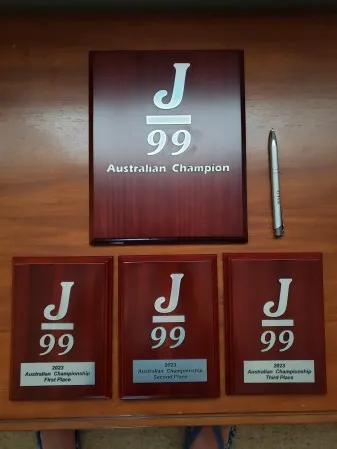 J
99
Australian Champion
J
99
2023
Australian Championship
First Place
J
99
2023
Australian Championship
Second Place
J
99
2023
Australian Championship
Third Place